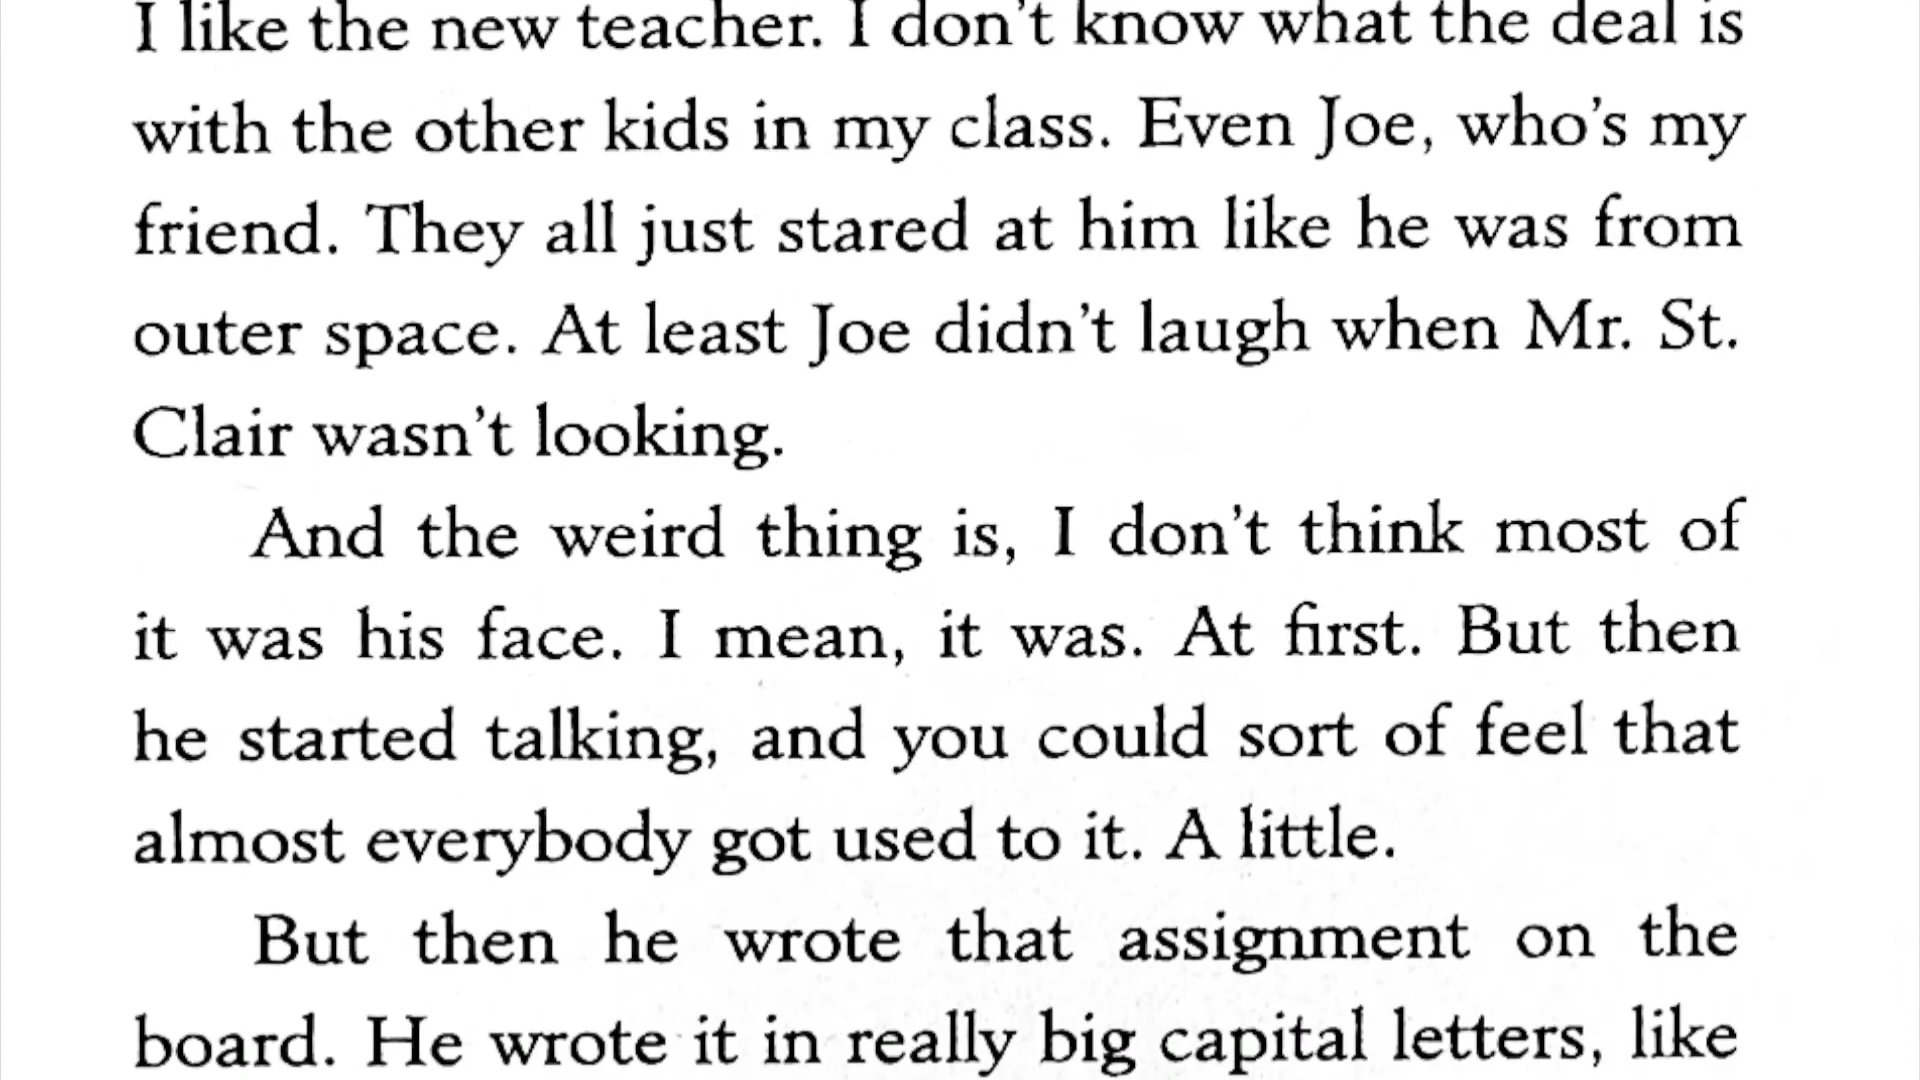 I like the new teacher. I don't know what the deal is
with the other kids in my class. Even Joe, who's my
friend. They all just stared at him like he was from
outer space. At least Joe didn't laugh when Mr. St.
Clair wasn't looking.
And the weird thing is, I don't think most of
it was his face. I mean, it was. At first. But then
he started talking, and you could sort of feel that
almost everybody got used to it. A little.
But then he wrote that assignment on the
board. He wrote it in really big capital letters, like